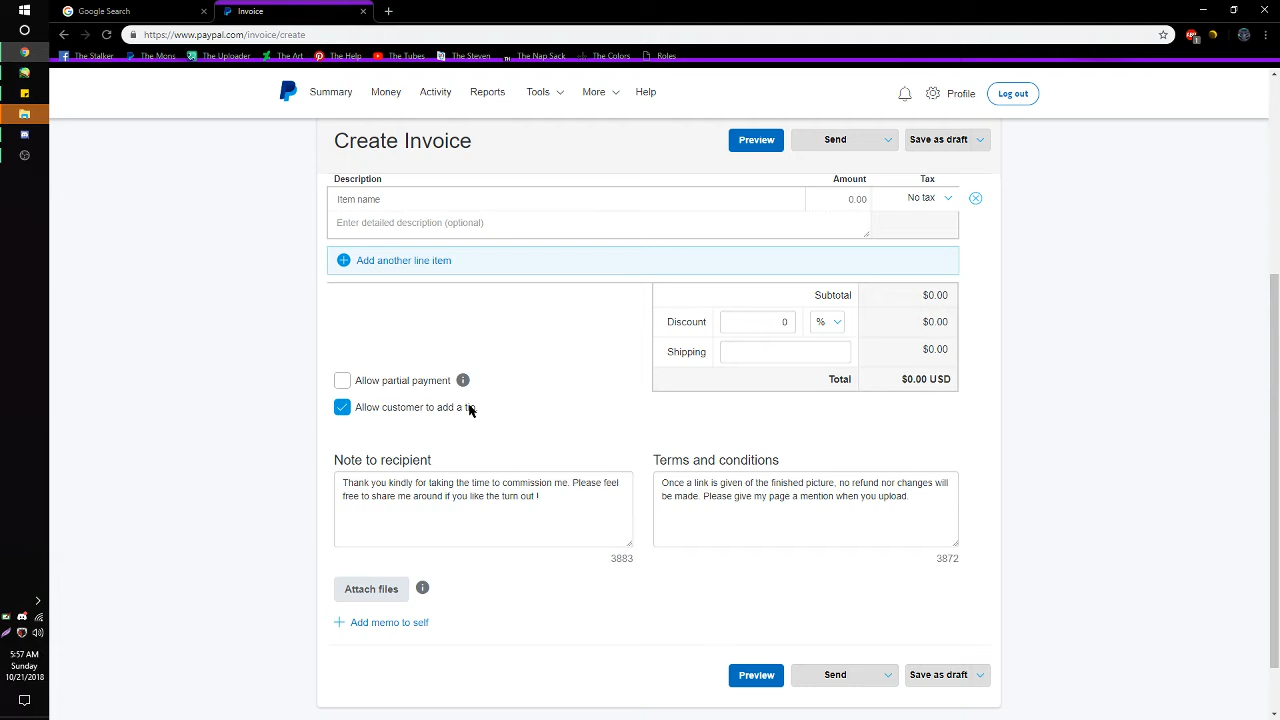 Google Search
Invoice
https://www.paypal.com/invoice/create
The Stalker The Mons The Uploader The Art The Help The Tubes The Steven The Nap Sack The Colors Roles
Summary Money Activity Reports Tools More Help Profile Log out
Create Invoice Preview Send Save as draft
Description Amount Tax
Item name 0.00 No tax
Enter detailed description (optional)
Add another line item
Subtotal $0.00
Discount 0 % $0.00
Shipping $0.00
Total $0.00 USD
Allow partial payment
Allow customer to add a
Note to recipient
Thank you kindly for taking the time to commission me. Please feel
free to share me around if you like the turn out !
3883
Terms and conditions
Once a link is given of the finished picture, no refund nor changes will
be made. Please give my page a mention when you upload.
3872
Attach files
Add memo to self
Preview Send Save as draft
5:57 AM
Sunday
10/21/2018